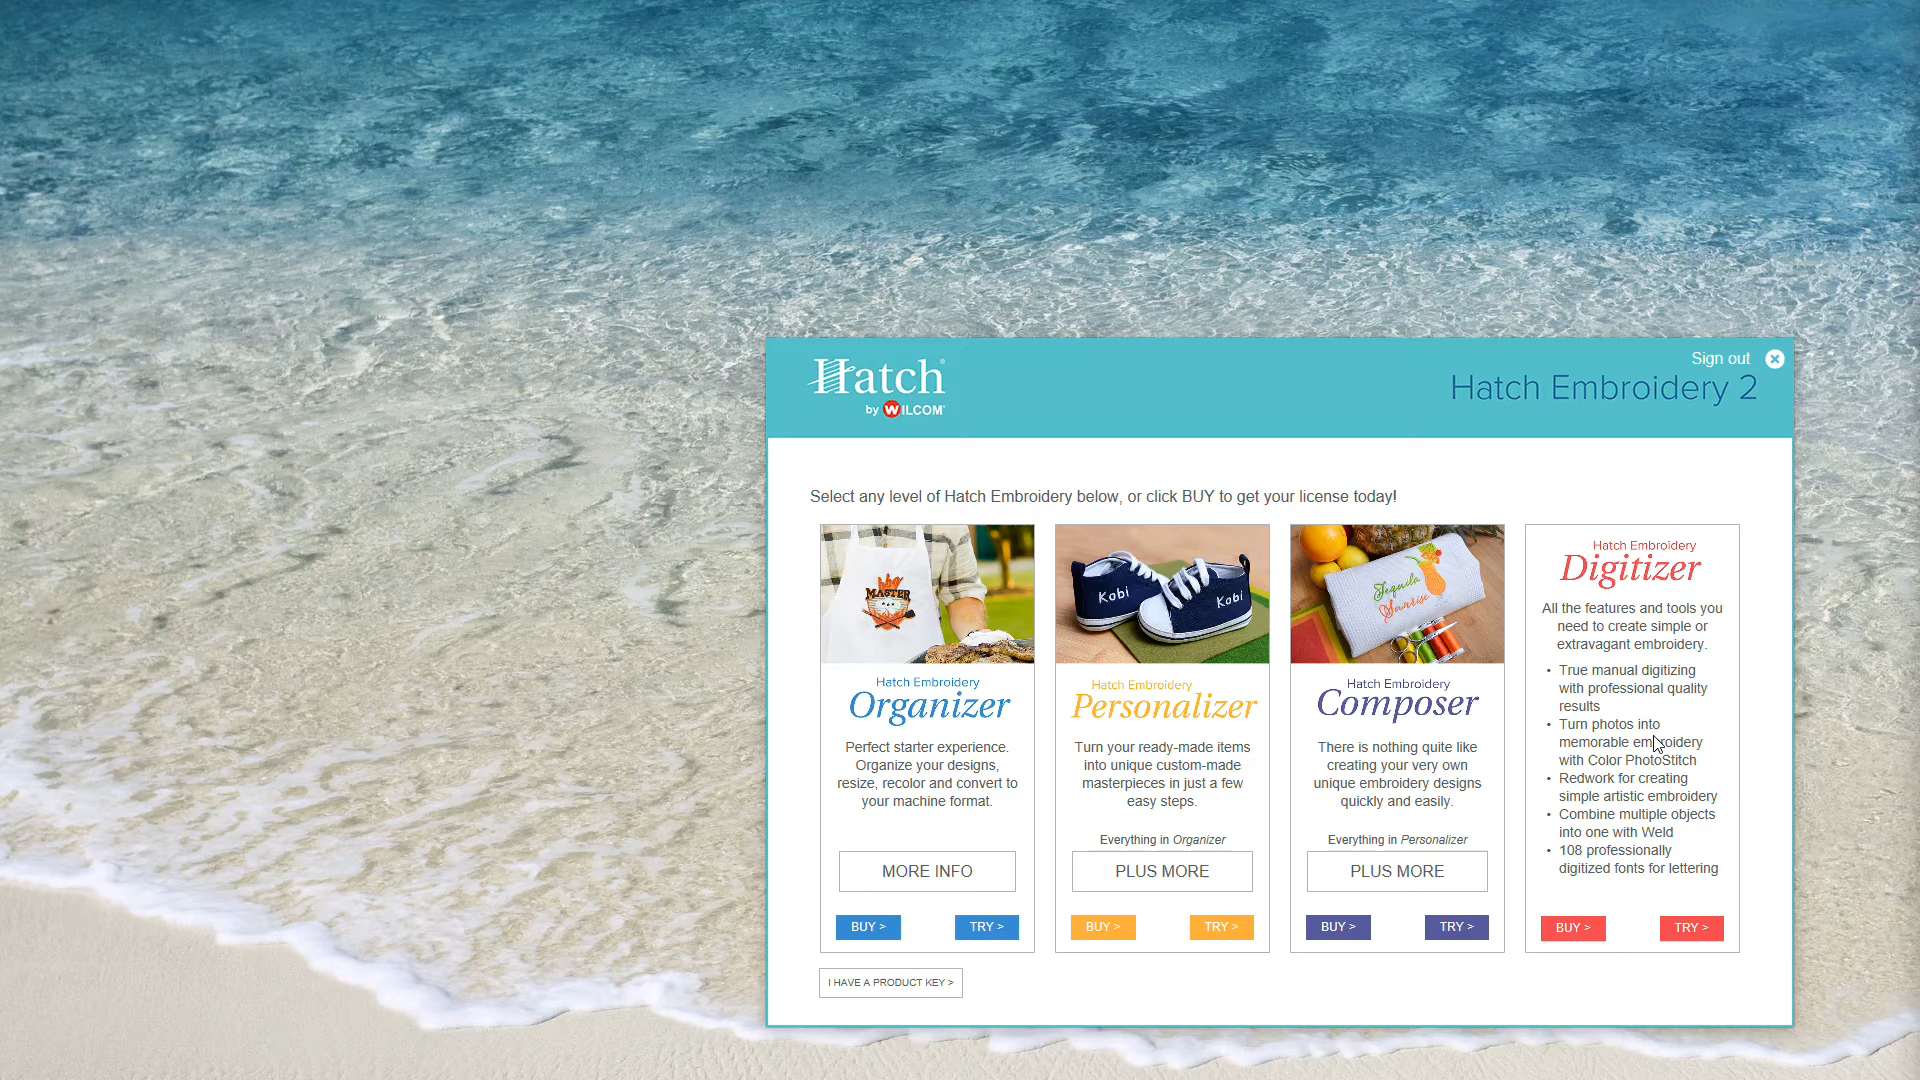 Hatch®
by WILCOM®
Sign out
Hatch Embroidery 2
Select any level of Hatch Embroidery below, or click BUY to get your license today!
MASTER
Hatch Embroidery
Organizer
Perfect starter experience.
Organize your designs,
resize, recolor and convert to
your machine format.
MORE INFO
BUY >
TRY >
Kobi
Kobi
Hatch Embroidery
Personalizer
Turn your ready-made items
into unique custom-made
masterpieces in just a few
easy steps.
Everything in Organizer
PLUS MORE
BUY >
TRY >
Tequila
Sunrise
Hatch Embroidery
Composer
There is nothing quite like
creating your very own
unique embroidery designs
quickly and easily.
Everything in Personalizer
PLUS MORE
BUY >
TRY >
Hatch Embroidery
Digitizer
All the features and tools you
need to create simple or
extravagant embroidery.
• True manual digitizing
with professional quality
results
• Turn photos into
memorable embroidery
with Color PhotoStitch
• Redwork for creating
simple artistic embroidery
• Combine multiple objects
into one with Weld
• 108 professionally
digitized fonts for lettering
BUY >
TRY >
I HAVE A PRODUCT KEY >